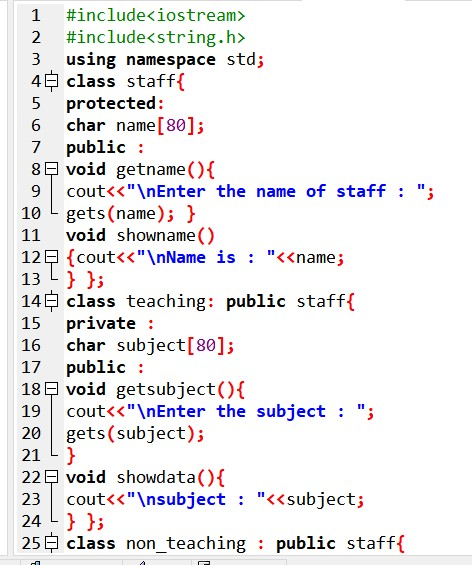 1 #include<iostream>
2 #include<string.h>
3 using namespace std;
4 class staff{
5 protected:
6 char name[80];
7 public :
8 void getname(){
9 cout<<"\nEnter the name of staff : ";
10 gets(name); }
11 void showname()
12 {cout<<"\nName is : "<<name;
13 } };
14 class teaching: public staff{
15 private :
16 char subject[80];
17 public :
18 void getsubject(){
19 cout<<"\nEnter the subject : ";
20 gets(subject);
21 }
22 void showdata(){
23 cout<<"\nsubject : "<<subject;
24 } };
25 class non_teaching : public staff{